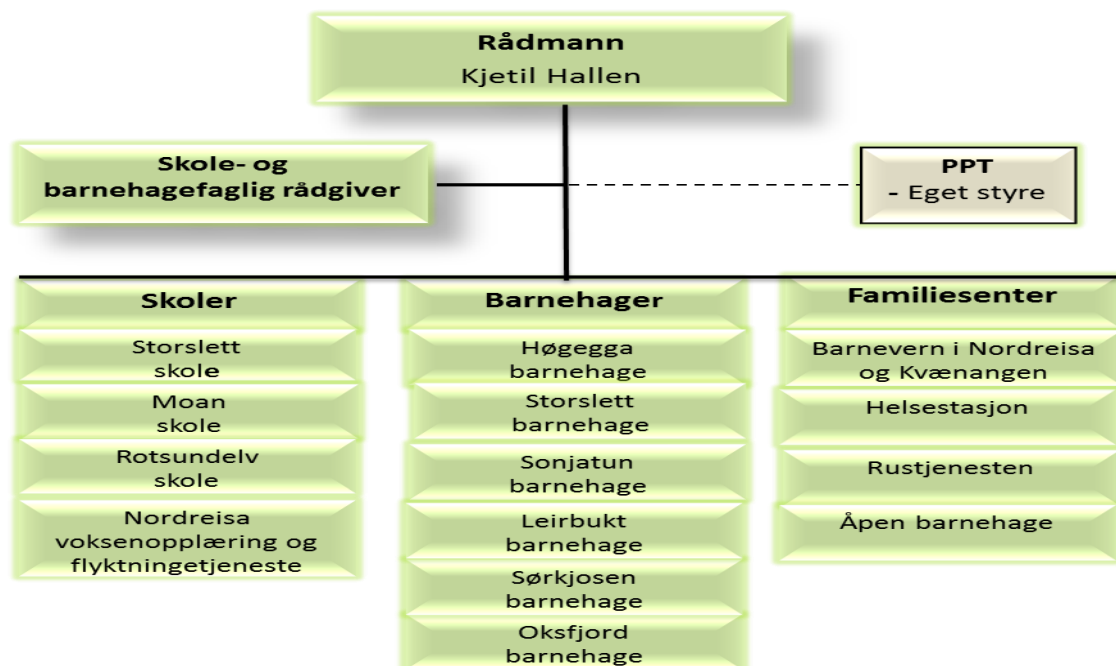 Rådmann
Kjetil Hallen
Skole- og
barnehagefaglig rådgiver
PPT
- Eget styre
Skoler
Storslett
skole
Moan
skole
Rotsundelv
skole
Nordreisa
voksenopplæring og
flyktningetjeneste
Barnehager
Høgegga
barnehage
Storslett
barnehage
Sonjatun
barnehage
Leirbukt
barnehage
Sørkjosen
barnehage
Oksfjord
barnehage
Familiesenter
Barnevern i Nordreisa
og Kvænangen
Helsestasjon
Rustjenesten
Åpen barnehage